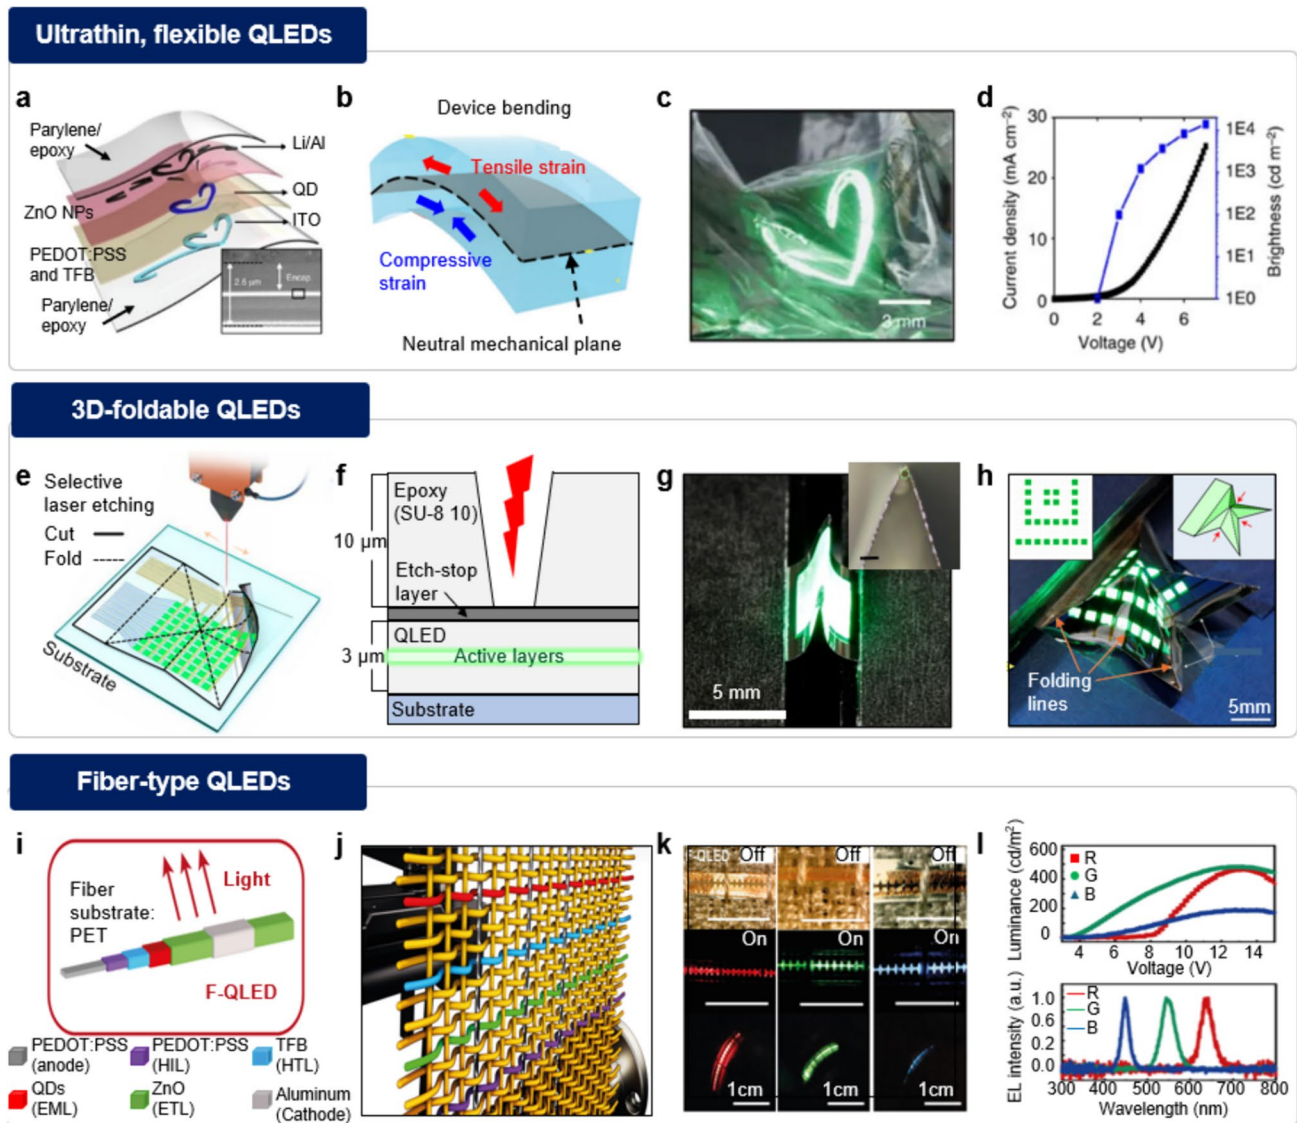 Ultrathin, flexible QLEDs
a
Parylene/
epoxy
Li/Al
QD
ZnO NPs
ITO
PEDOT:PSS
and TFB
Parylene/
epoxy
2.5 μm
Encap
b
Device bending
Tensile strain
Compressive
strain
Neutral mechanical plane
c
3 mm
d
Current density (mA cm⁻²)
30
20
10
0
0 2 4 6
Voltage (V)
1E4
1E3
1E2
1E1
1E0
Brightness (cd m⁻²)
3D-foldable QLEDs
e
Selective
laser etching
Cut
Fold
Substrate
f
Epoxy
(SU-8 10)
10 μm
Etch-stop
layer
QLED
3 μm
Active layers
Substrate
g
5 mm
h
Folding
lines
5mm
Fiber-type QLEDs
i
Light
Fiber
substrate:
PET
F-QLED
PEDOT:PSS
(anode)
PEDOT:PSS
(HIL)
TFB
(HTL)
QDs
(EML)
ZnO
(ETL)
Aluminum
(Cathode)
j
k
F-QLED
Off
Off
Off
On
On
On
1cm
1cm
1cm
l
Luminance (cd/m²)
600
400
200
0
R
G
B
4 6 8 10 12 14
Voltage (V)
EL intensity (a.u.)
1.0
0.6
0.2
0.0
R
G
B
300 400 500 600 700 800
Wavelength (nm)